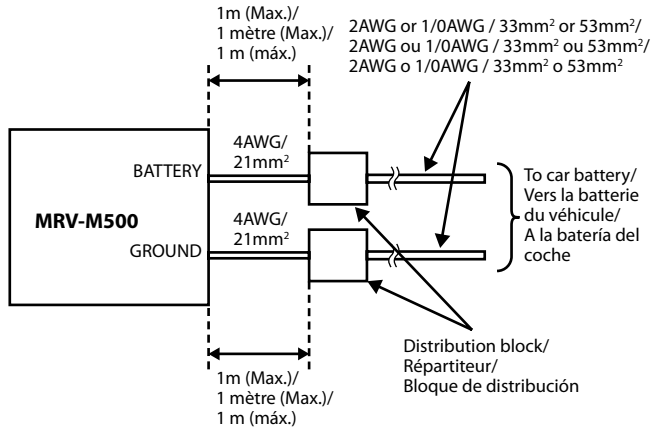 1m (Max.)/
1 mètre (Max.)/
1 m (máx.)
2AWG or 1/0AWG / 33mm² or 53mm²/
2AWG ou 1/0AWG / 33mm² ou 53mm²/
2AWG o 1/0AWG / 33mm² o 53mm²
4AWG/
21mm²
BATTERY
MRV-M500
4AWG/
21mm²
GROUND
To car battery/
Vers la batterie
du véhicule/
A la batería del
coche
Distribution block/
Répartiteur/
Bloque de distribución
1m (Max.)/
1 mètre (Max.)/
1 m (máx.)